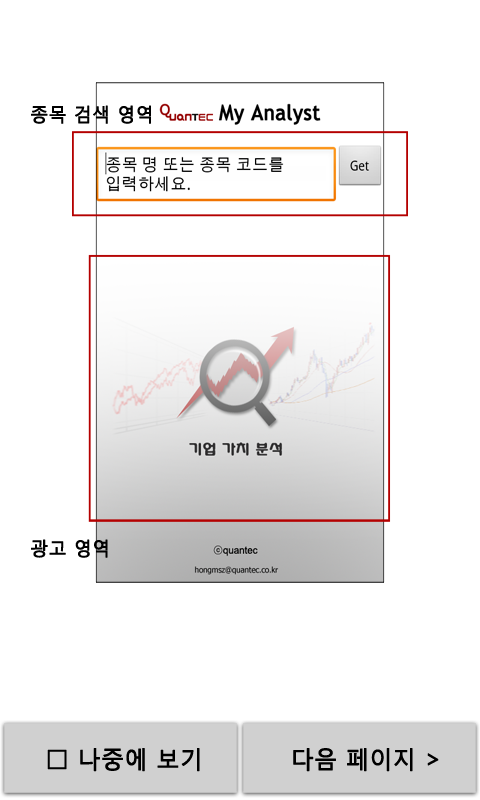 종목 검색 영역 QUANTEC My Analyst
종목 명 또는 종목 코드를
입력하세요.
Get
기업 가치 분석
광고 영역
ⓒquantec
hongmsz@quantec.co.kr
□ 나중에 보기
다음 페이지 >